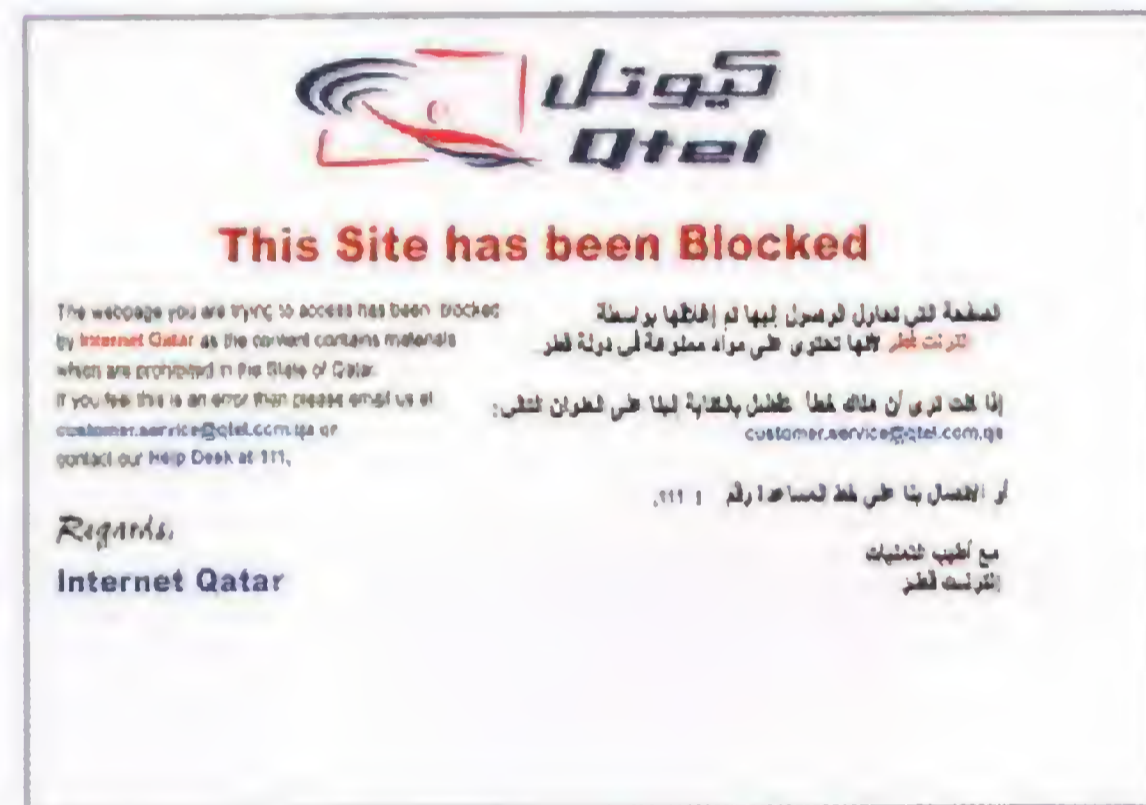 كيوتل
Qtel
This Site has been Blocked
The webpage you are trying to access has been blocked
by Internet Qatar as the content contains materials
which are prohibited in the State of Qatar.
If you feel this is an error than please email us at
customer.service@qtel.com.qa or
contact our Help Desk at 111,
Regards,
Internet Qatar
الصفحة التي تحاول الوصول إليها تم إغلاقها بواسطة
انترنت قطر لأنها تحتوي على مواد ممنوعة في دولة قطر
إذا كنت ترى أن هناك خطأ تفضل بالكتابة إلينا على العنوان التالي :
customer.service@qtel.com.qa
أو الاتصال بنا على خط المساعدة رقم : 111.
مع أطيب التمنيات
إنترنت قطر